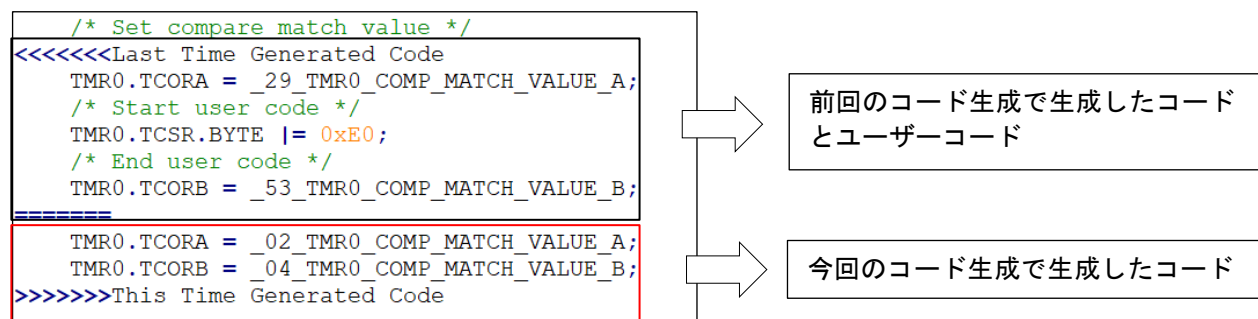 /* Set compare match value */
<<<<<<<Last Time Generated Code
TMR0.TCORA = _29_TMR0_COMP_MATCH_VALUE_A;
/* Start user code */
TMR0.TCSR.BYTE |= 0xE0;
/* End user code */
TMR0.TCORB = _53_TMR0_COMP_MATCH_VALUE_B;
=======
TMR0.TCORA = _02_TMR0_COMP_MATCH_VALUE_A;
TMR0.TCORB = _04_TMR0_COMP_MATCH_VALUE_B;
>>>>>>>This Time Generated Code
前回のコード生成で生成したコード
とユーザーコード
今回のコード生成で生成したコード